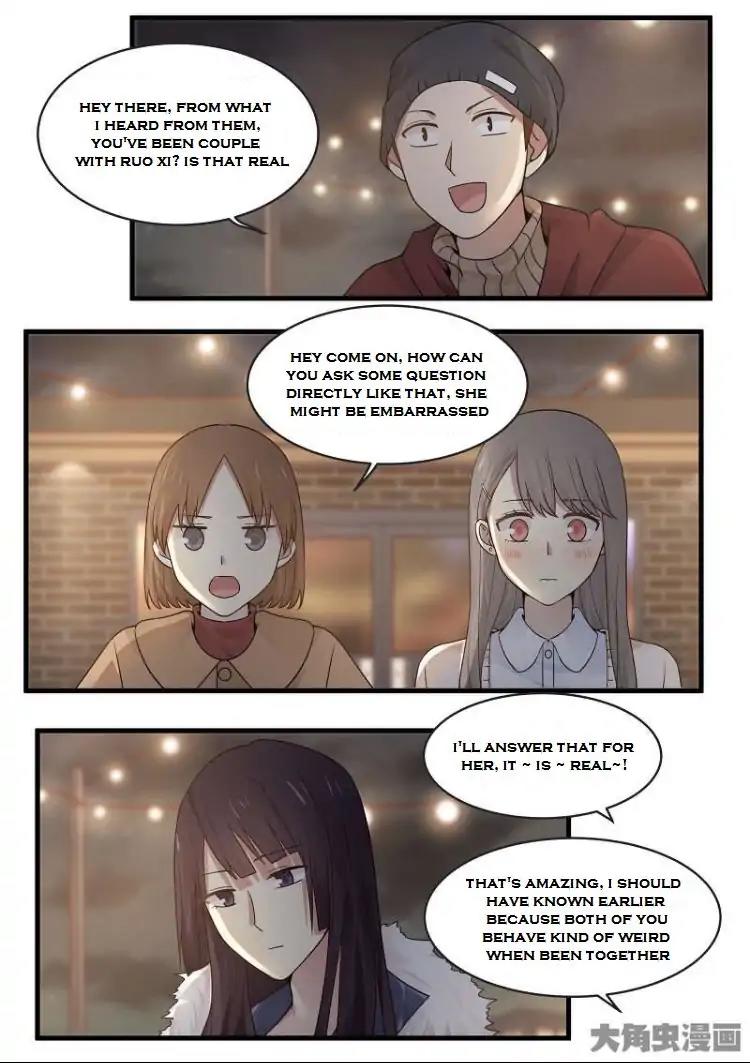 HEY THERE, FROM WHAT
I HEARD FROM THEM,
YOU'VE BEEN COUPLE
WITH RUO XI? IS THAT REAL
HEY COME ON, HOW CAN
YOU ASK SOME QUESTION
DIRECTLY LIKE THAT, SHE
MIGHT BE EMBARRASSED
I'LL ANSWER THAT FOR
HER, IT ~ IS ~ REAL~!
THAT'S AMAZING, I SHOULD
HAVE KNOWN EARLIER
BECAUSE BOTH OF YOU
BEHAVE KIND OF WEIRD
WHEN BEEN TOGETHER
大角虫漫画